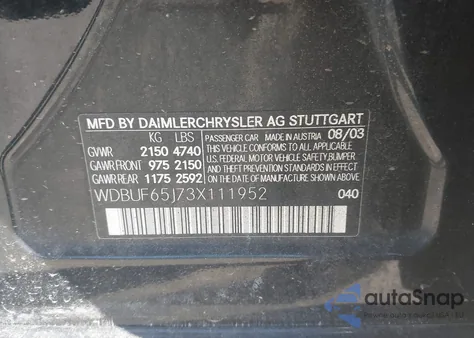 MFD BY DAIMLERCHRYSLER AG STUTTGART
KG LBS PASSENGER CAR MADE IN AUSTRIA 08/03
GVWR 2150 4740 THIS VEHICLE CONFORMS TO ALL APPLICABLE
GAWR FRONT 975 2150 U.S. FEDERAL MOTOR VEHICLE SAFETY, BUMPER
GAWR REAR 1175 2592 AND THEFT PREVENTION STANDARDS IN EFFECT
ON THE DATE OF MANUFACTURE SHOWN ABOVE.
WDBUF65J73X111952 040
autoSnap